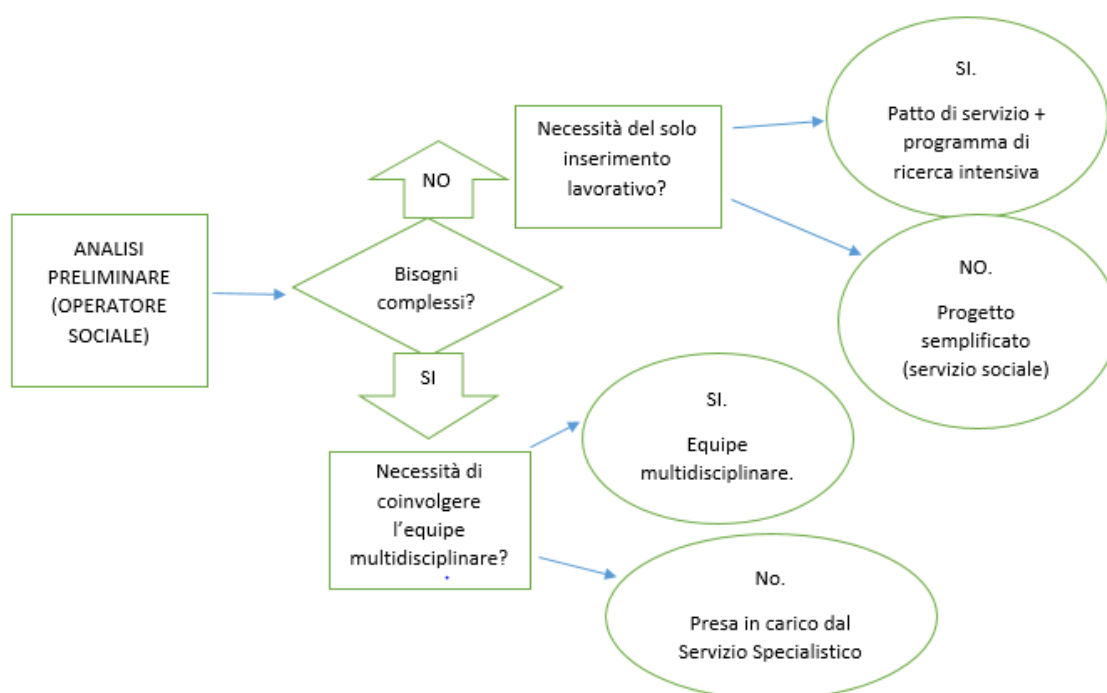 ANALISI
PRELIMINARE
(OPERATORE
SOCIALE)
Bisogni
complessi?
NO
Necessità del solo
inserimento
lavorativo?
SI.
Patto di servizio +
programma di
ricerca intensiva
NO.
Progetto
semplificato
(servizio sociale)
SI
Necessità di
coinvolgere
l'equipe
multidisciplinare?
SI.
Equipe
multidisciplinare.
No.
Presa in carico dal
Servizio Specialistico